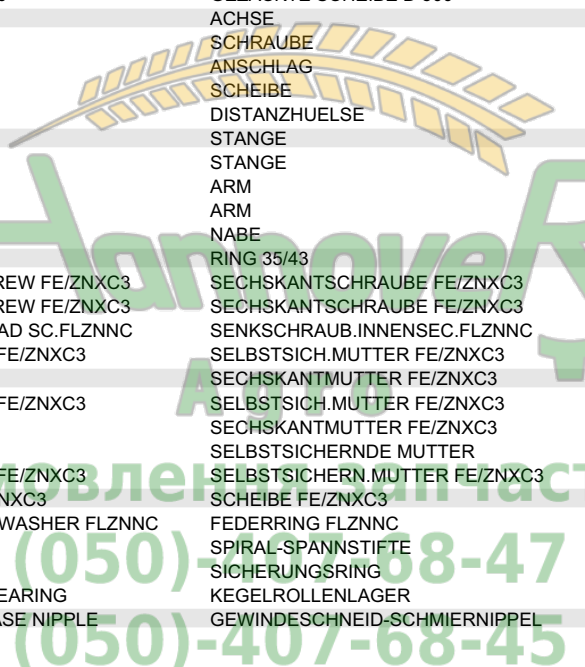 ACHSE
SCHRAUBE
ANSCHLAG
SCHEIBE
DISTANZHUELSE
STANGE
STANGE
ARM
ARM
NABE
RING 35/43
REW FE/ZNXC3 SECHSKANTSCHRAUBE FE/ZNXC3
REW FE/ZNXC3 SECHSKANTSCHRAUBE FE/ZNXC3
AD SC.FLZNNC SENKSCHRAUB.INNENSEC.FLZNNC
FE/ZNXC3 SELBSTSICH.MUTTER FE/ZNXC3
SECHSKANTMUTTER FE/ZNXC3
FE/ZNXC3 SELBSTSICH.MUTTER FE/ZNXC3
SECHSKANTMUTTER FE/ZNXC3
SELBSTSICHERNDE MUTTER
FE/ZNXC3 SELBSTSICHERN.MUTTER FE/ZNXC3
NXC3 SCHEIBE FE/ZNXC3
WASHER FLZNNC FEDERRING FLZNNC
SPIRAL-SPANNSTIFTE
SICHERUNGSRING
EARING KEGELROLLENLAGER
ASE NIPPLE GEWINDESCHNEID-SCHMIERNIPPEL
Hannover
Agro
(050)-407-68-47
(050)-407-68-45